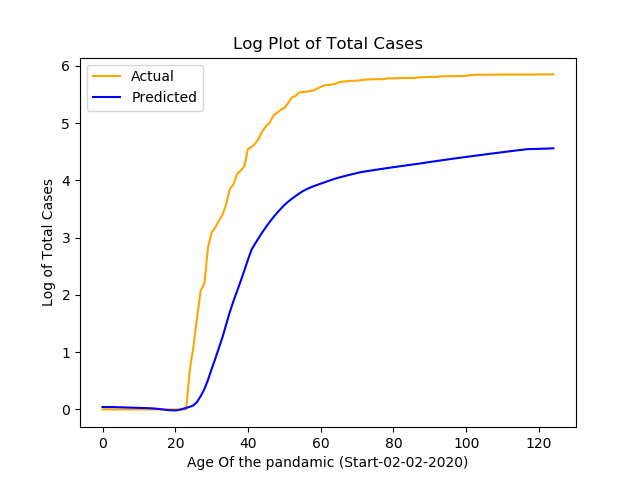 Log Plot of Total Cases
Actual
Predicted
Log of Total Cases
6
5
4
3
2
1
0
0 20 40 60 80 100 120
Age Of the pandamic (Start-02-02-2020)